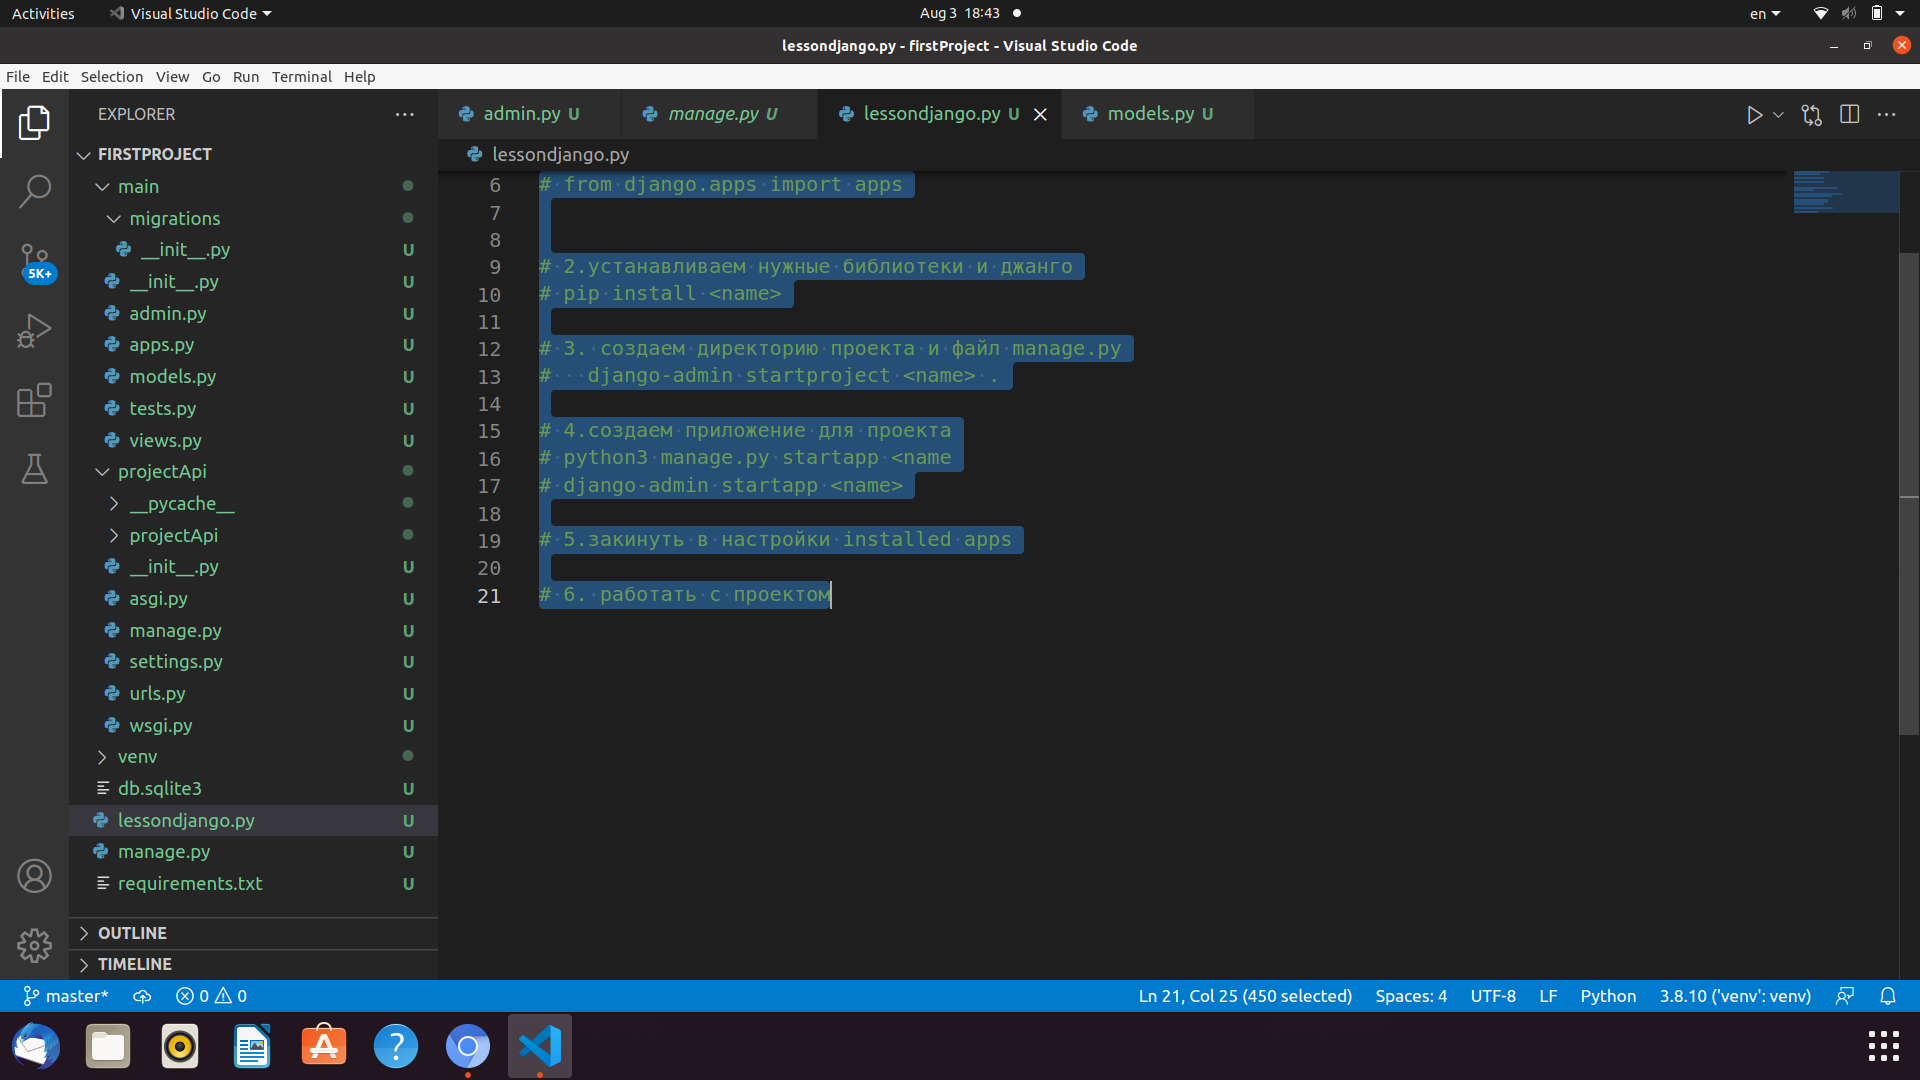 Activities
Visual Studio Code
Aug 3 18:43
en
lessondjango.py - firstProject - Visual Studio Code
File Edit Selection View Go Run Terminal Help
EXPLORER
admin.py U
manage.py U
lessondjango.py U
models.py U
lessondjango.py
FIRSTPROJECT
main
migrations
__init__.py U
__init__.py U
admin.py U
apps.py U
models.py U
tests.py U
views.py U
projectApi
__pycache__
projectApi
__init__.py U
asgi.py U
manage.py U
settings.py U
urls.py U
wsgi.py U
venv
db.sqlite3 U
lessondjango.py U
manage.py U
requirements.txt U
OUTLINE
TIMELINE
5K+
6 # from django.apps import apps
7
8
9 # 2.устанавливаем нужные библиотеки и джанго
10 # pip install <name>
11
12 # 3. создаем директорию проекта и файл manage.py
13 #   django-admin startproject <name> .
14
15 # 4.создаем приложение для проекта
16 # python3 manage.py startapp <name
17 # django-admin startapp <name>
18
19 # 5.закинуть в настройки installed apps
20
21 # 6. работать с проектом
master* 0 0 Ln 21, Col 25 (450 selected) Spaces: 4 UTF-8 LF Python 3.8.10 ('venv': venv)